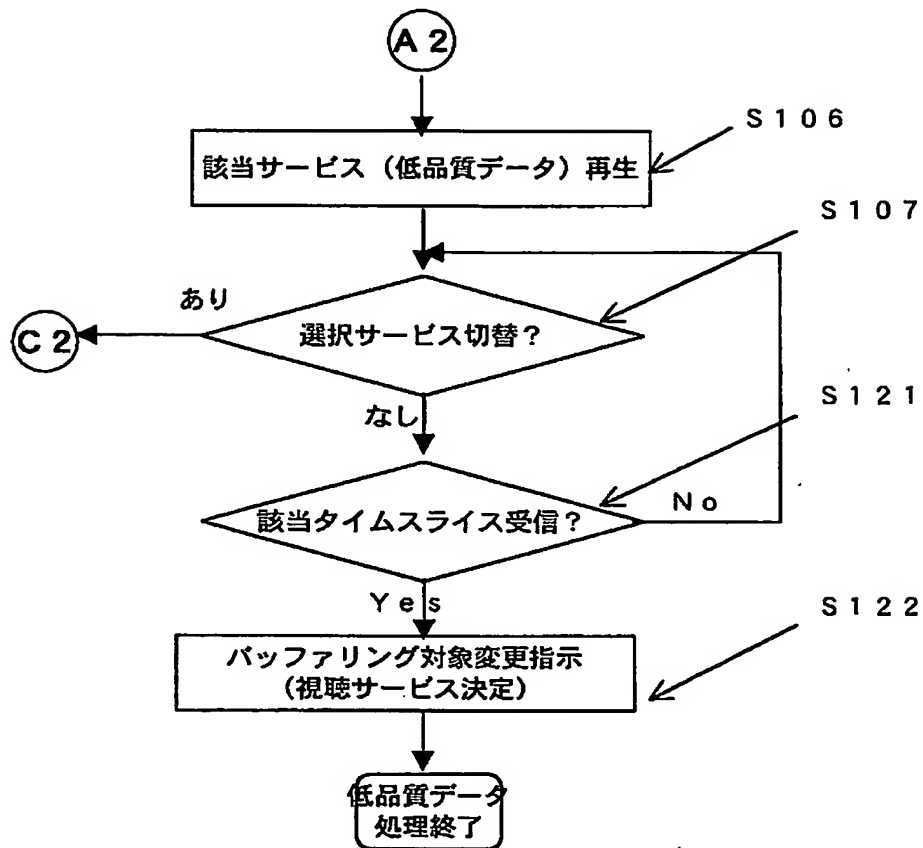 A2
S106
該当サービス（低品質データ）再生
S107
あり
選択サービス切替？
C2
なし
S121
該当タイムスライス受信？
No
Yes
S122
バッファリング対象変更指示
（視聴サービス決定）
低品質データ
処理終了